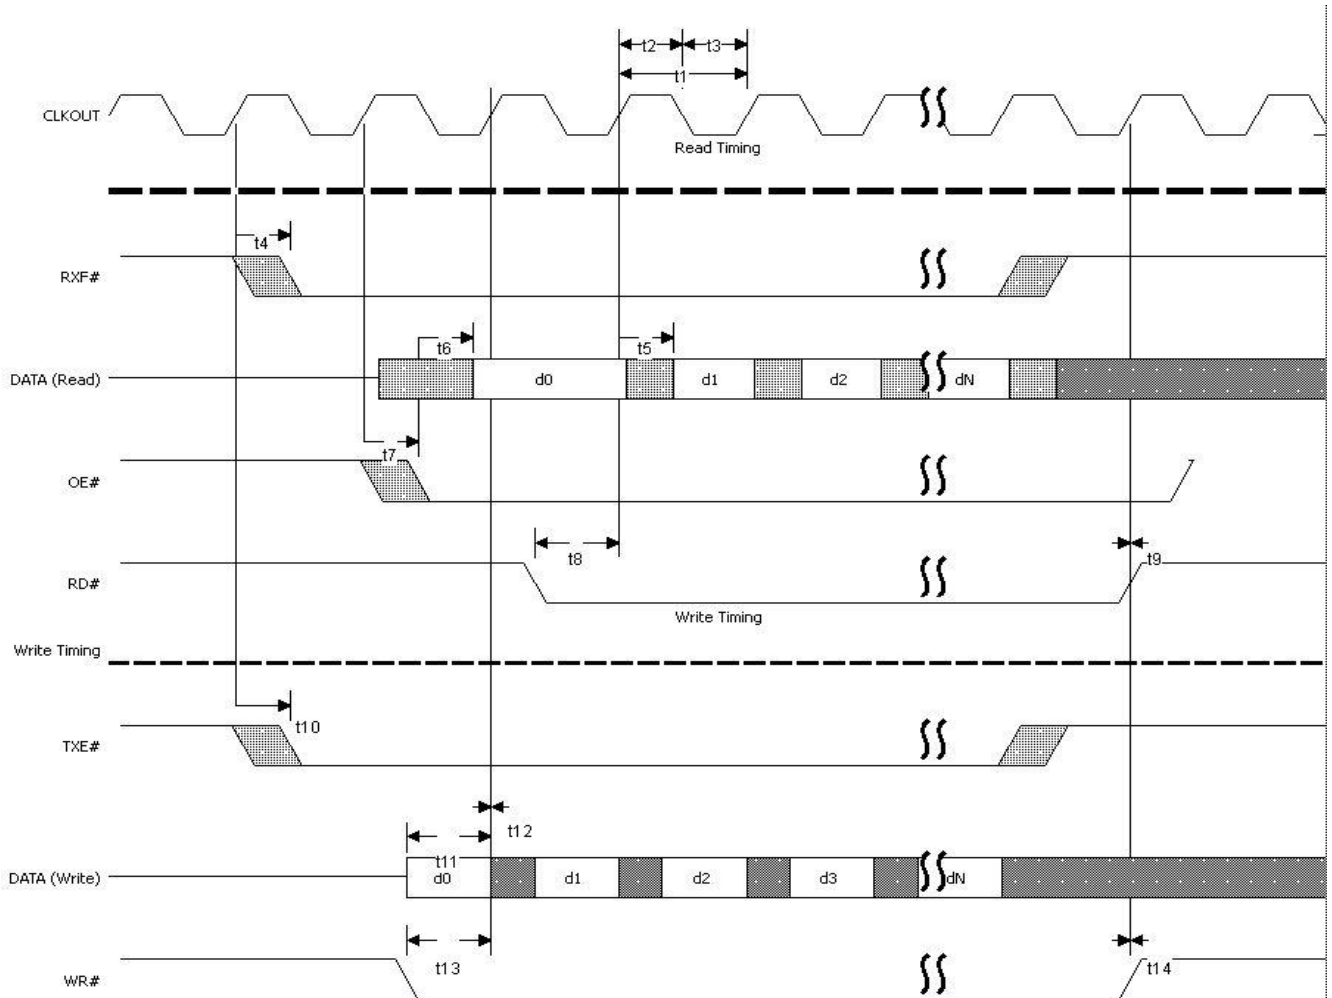 t2 t3
t1
CLKOUT
Read Timing
t4
RXF#
t6 t5
DATA (Read) d0 d1 d2 dN
t7
OE#
t8 t9
RD#
Write Timing
Write Timing
t10
TXE#
t12
t11
DATA (Write) d0 d1 d2 d3 dN
t13 t14
WR#